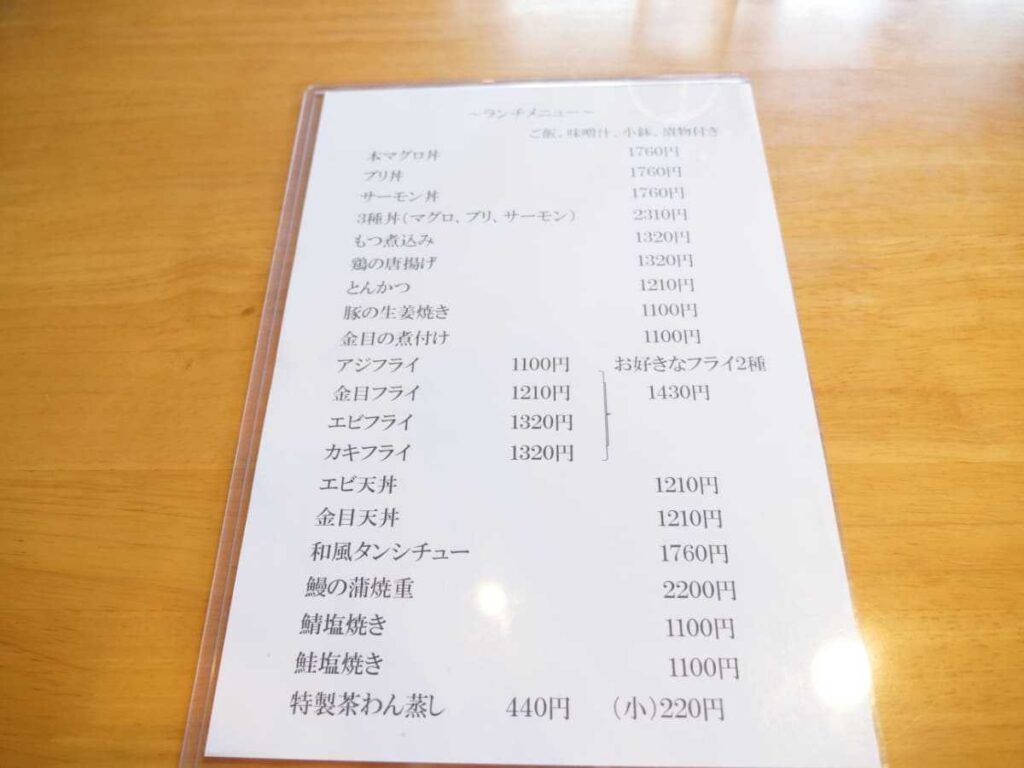 ～ランチメニュー～
ご飯、味噌汁、小鉢、漬物付き
本マグロ丼 1760円
ブリ丼 1760円
サーモン丼 1760円
3種丼（マグロ、ブリ、サーモン） 2310円
もつ煮込み 1320円
鶏の唐揚げ 1320円
とんかつ 1210円
豚の生姜焼き 1100円
金目の煮付け 1100円
アジフライ 1100円 お好きなフライ2種
金目フライ 1210円 1430円
エビフライ 1320円
カキフライ 1320円
エビ天丼 1210円
金目天丼 1210円
和風タンシチュー 1760円
鰻の蒲焼重 2200円
鯖塩焼き 1100円
鮭塩焼き 1100円
特製茶わん蒸し 440円 （小）220円